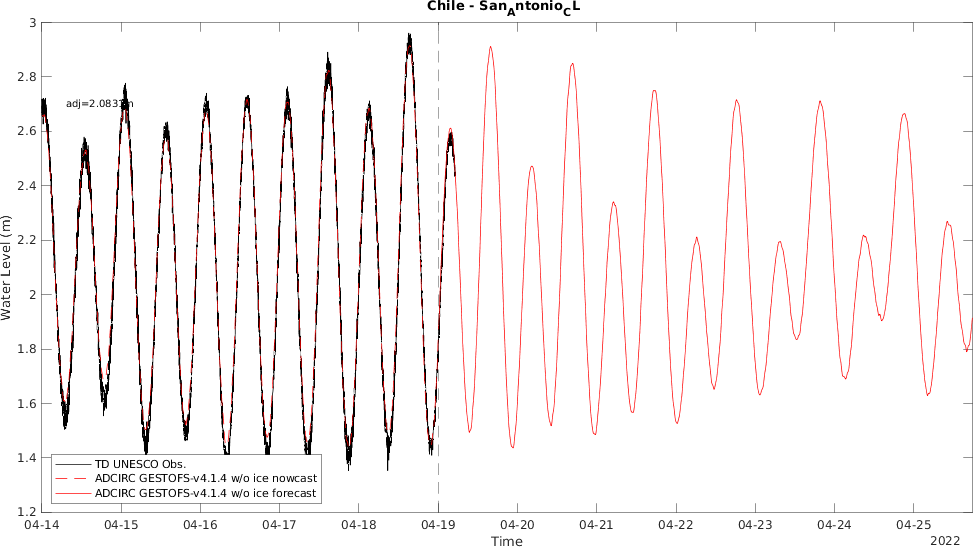 Chile - SanAntonioCL
3
2.8
2.6
2.4
2.2
2
1.8
1.6
1.4
1.2
Water Level (m)
adj=2.0833m
TD UNESCO Obs.
ADCIRC GESTOFS-v4.1.4 w/o ice nowcast
ADCIRC GESTOFS-v4.1.4 w/o ice forecast
04-14 04-15 04-16 04-17 04-18 04-19 04-20 04-21 04-22 04-23 04-24 04-25
Time
2022